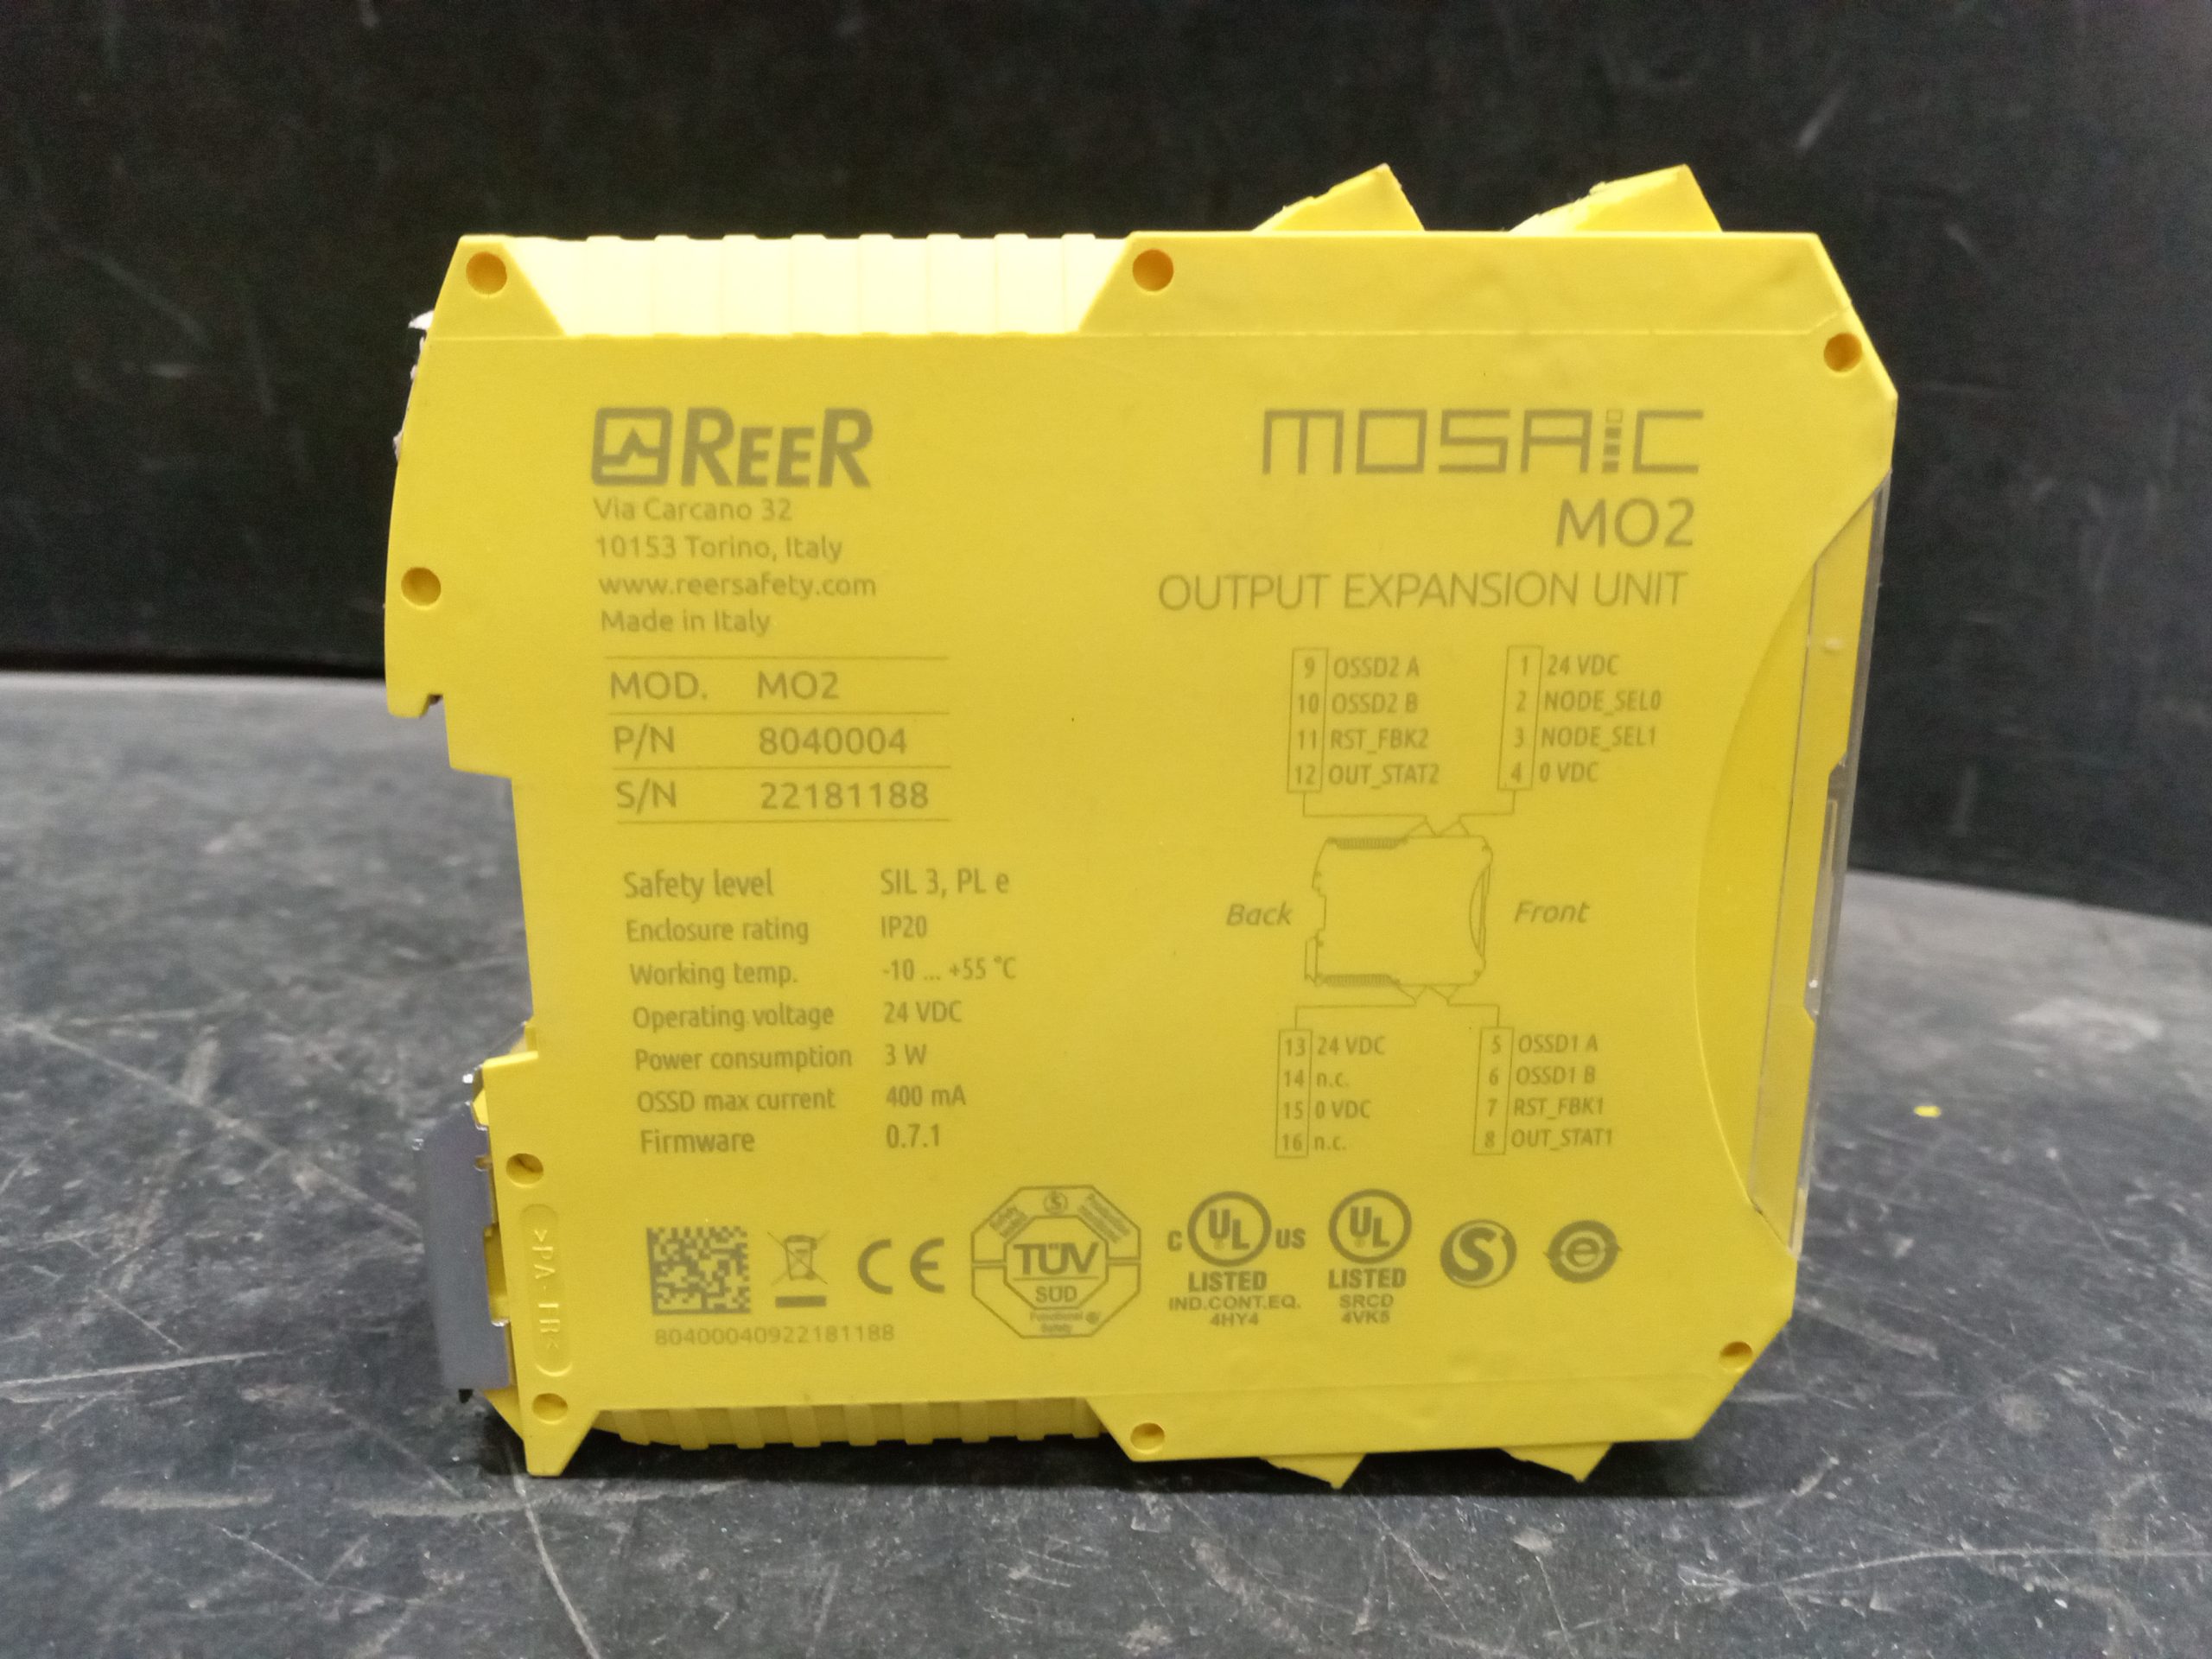 REER
Via Carcano 32
10153 Torino, Italy
www.reersafety.com
Made in Italy
MOD. MO2
P/N 8040004
S/N 22181188
Safety level SIL 3, PL e
Enclosure rating IP20
Working temp. -10 ... +55 °C
Operating voltage 24 VDC
Power consumption 3 W
OSSD max current 400 mA
Firmware 0.7.1
MOSAIC
MO2
OUTPUT EXPANSION UNIT
9 OSSD2 A
10 OSSD2 B
11 RST_FBK2
12 OUT_STAT2
1 24 VDC
2 NODE_SEL0
3 NODE_SEL1
4 0 VDC
Back
Front
13 24 VDC
14 n.c.
15 0 VDC
16 n.c.
5 OSSD1 A
6 OSSD1 B
7 RST_FBK1
8 OUT_STAT1
80400040922181188
CE
TÜV
SÜD
Functional
Safety
C UL US
LISTED
IND.CONT.EQ.
4HY4
UL
LISTED
SRCD
4VK5
S
e